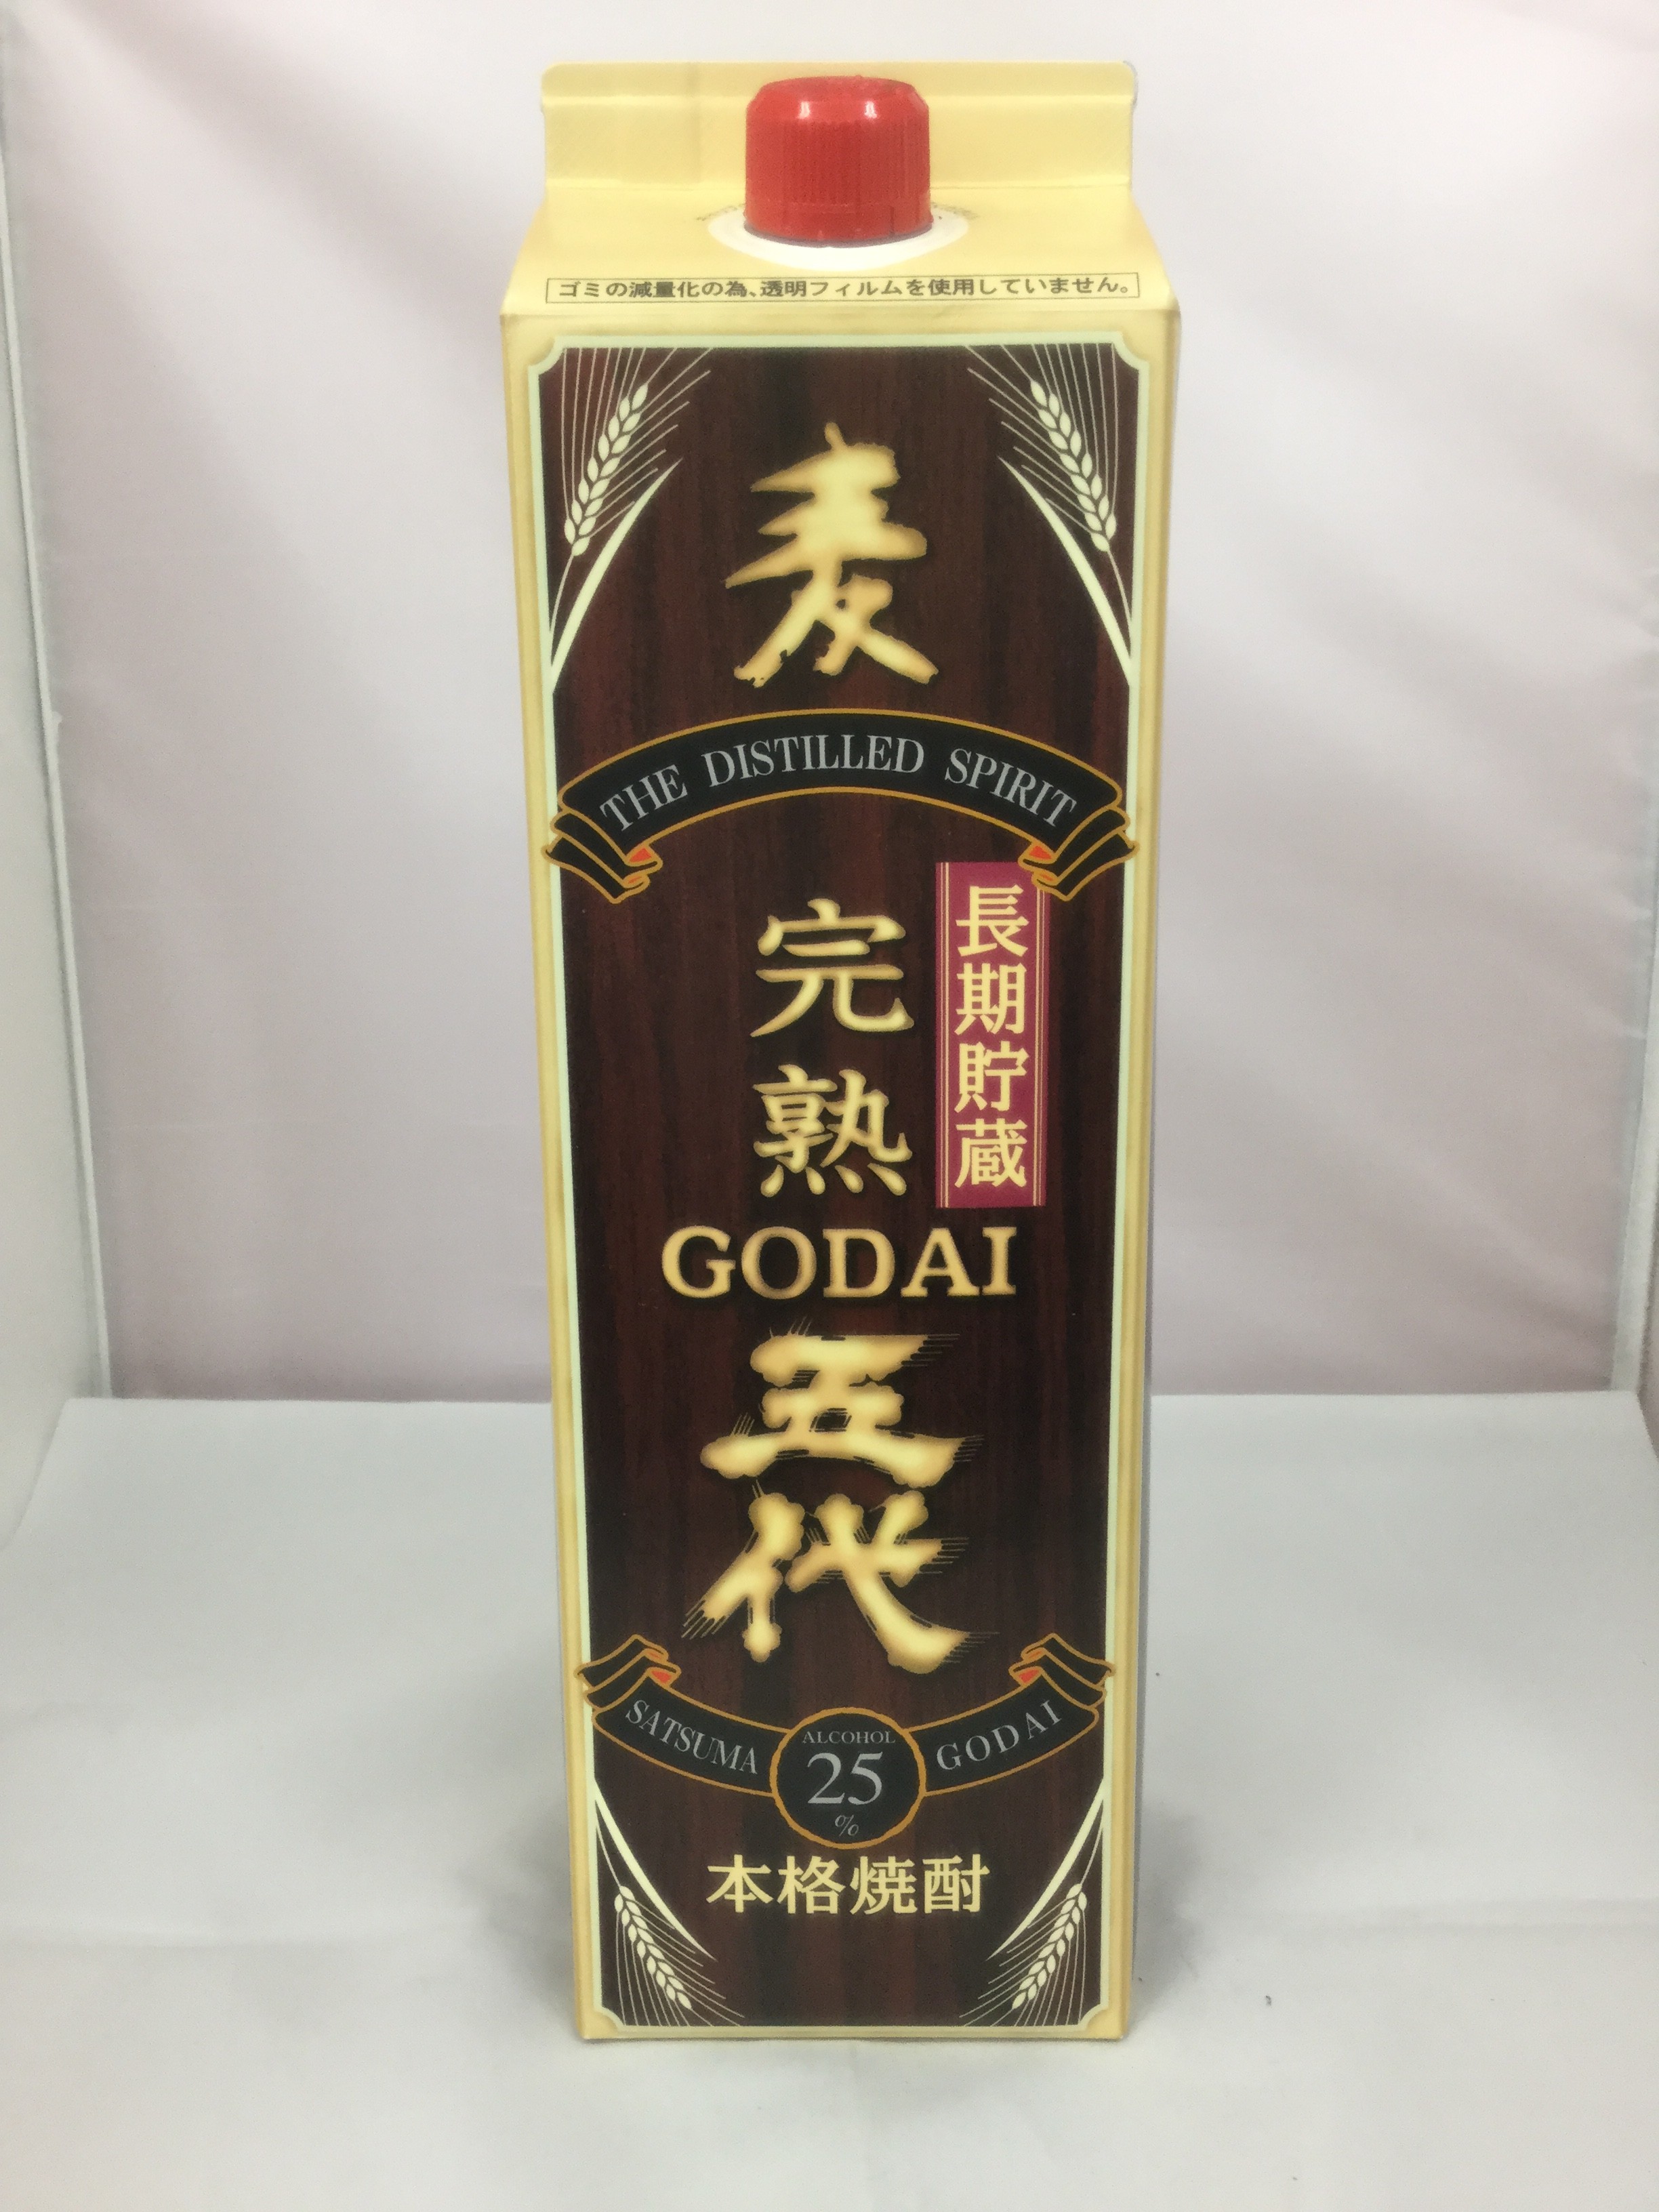 ゴミの減量化の為、透明フィルムを使用していません。
麦
THE DISTILLED SPIRIT
長期貯蔵
完熟
GODAI
五代
SATSUMA
ALCOHOL
25
%
GODAI
本格焼酎